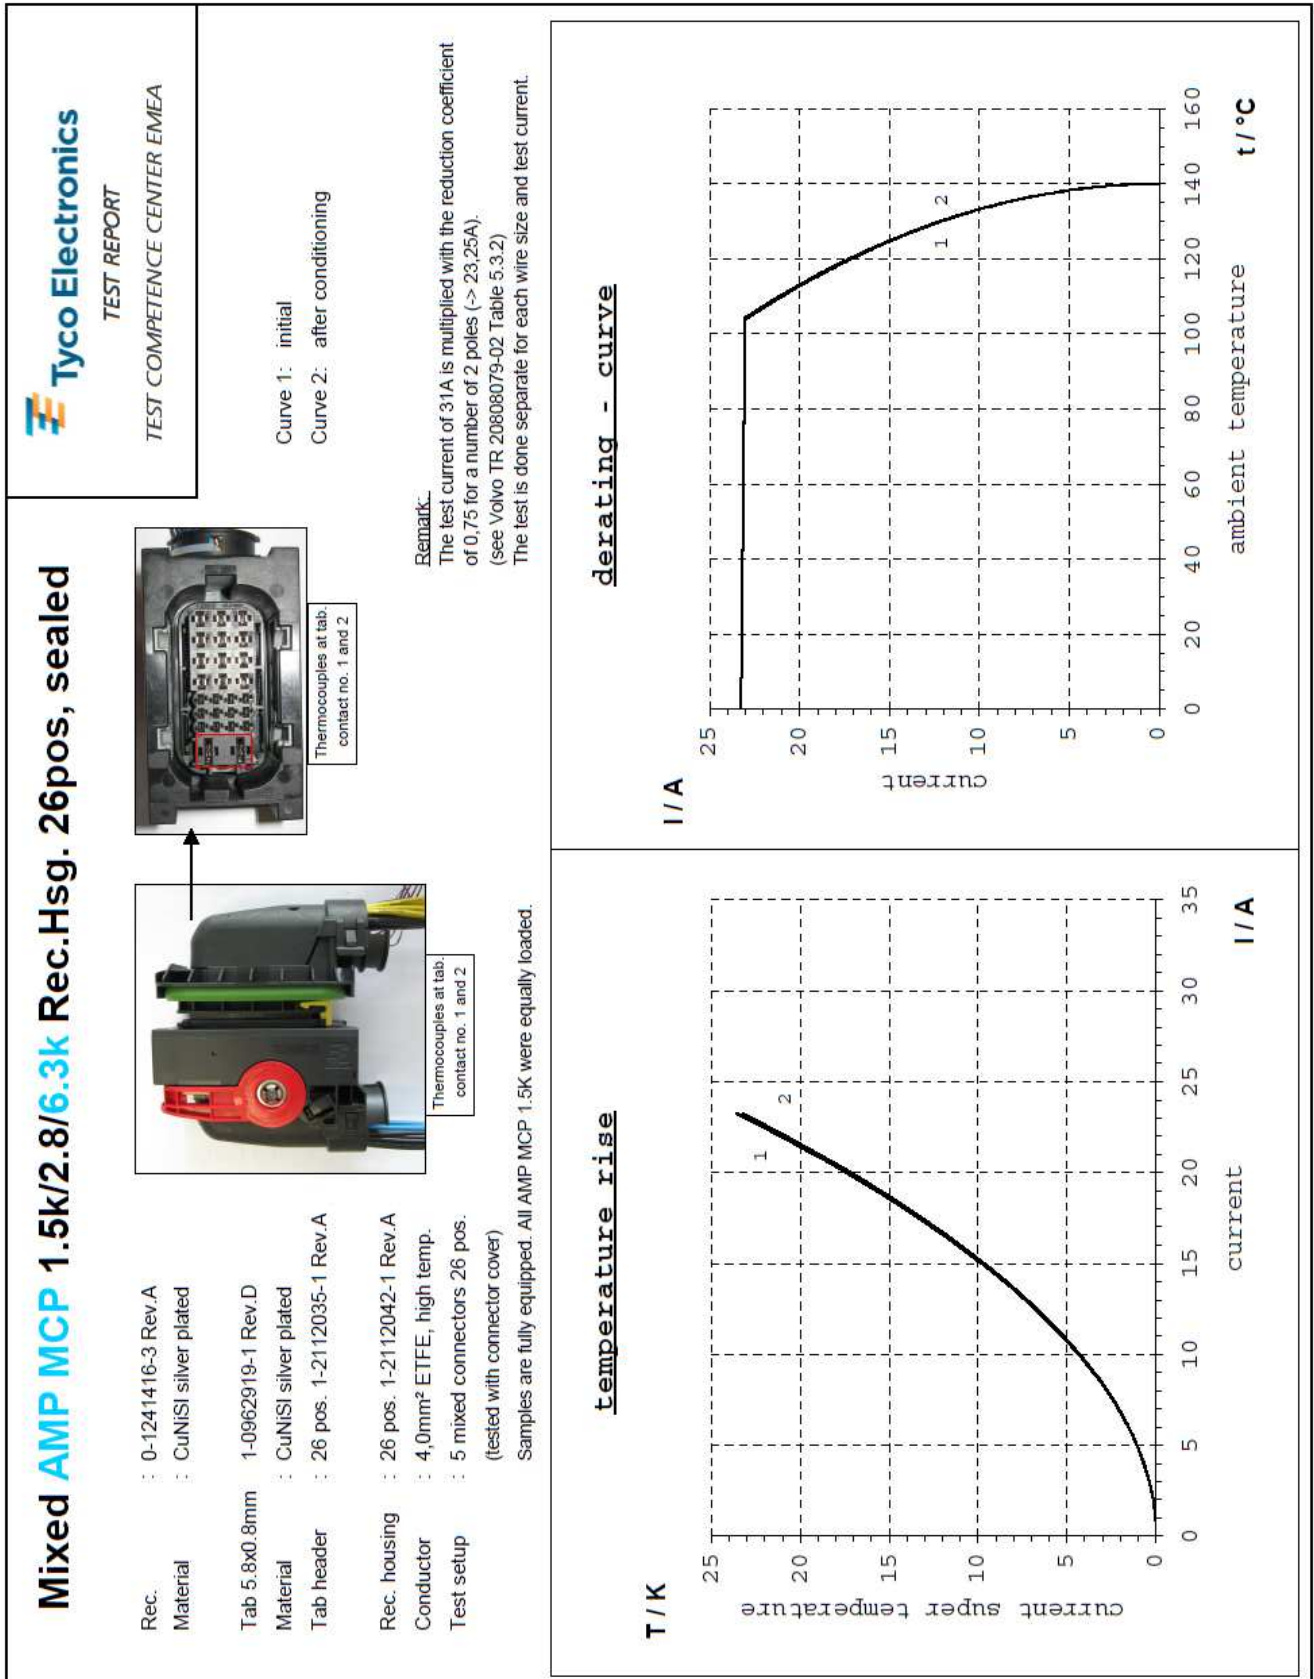 Mixed AMP MCP 1.5k/2.8/6.3k Rec.Hsg. 26pos, sealed
Tyco Electronics
TEST REPORT
TEST COMPETENCE CENTER EMEA
Rec. : 0-1241416-3 Rev.A
Material : CuNiSI silver plated
Tab 5.8x0.8mm 1-0962919-1 Rev.D
Material : CuNiSI silver plated
Tab header : 26 pos. 1-2112035-1 Rev.A
Rec. housing : 26 pos. 1-2112042-1 Rev.A
Conductor : 4,0mm² ETFE, high temp.
Test setup : 5 mixed connectors 26 pos.
(tested with connector cover)
Samples are fully equipped. All AMP MCP 1.5K were equally loaded.
Thermocouples at tab.
contact no. 1 and 2
Thermocouples at tab.
contact no. 1 and 2
Curve 1: initial
Curve 2: after conditioning
Remark:
The test current of 31A is multiplied with the reduction coefficient
of 0,75 for a number of 2 poles (-> 23,25A).
(see Volvo TR 20808079-02 Table 5.3.2)
The test is done separate for each wire size and test current.
temperature rise
T / K
current super temperature
25
20
15
10
5
0
0 5 10 15 20 25 30 35
1
2
current
I / A
derating - curve
I / A
current
25
20
15
10
5
0
0 20 40 60 80 100 120 140 160
1
2
ambient temperature
t / °C